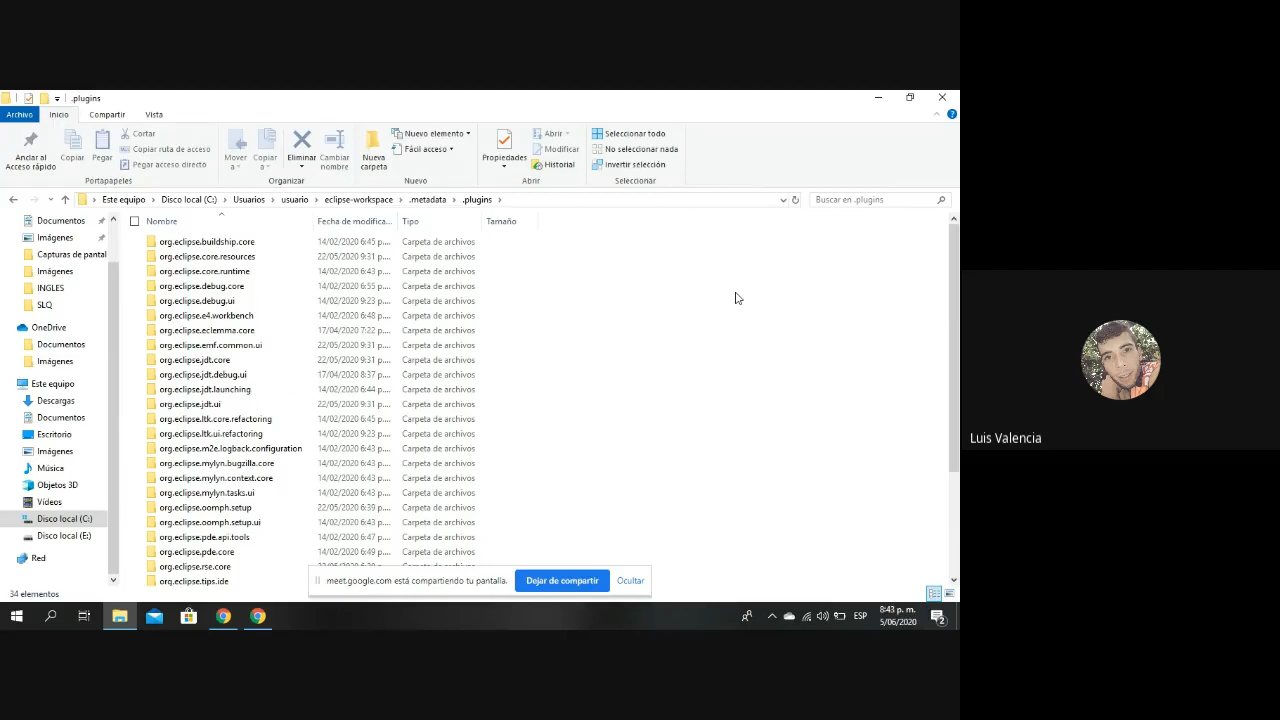 .plugins
Archivo Inicio Compartir Vista
Anclar al Acceso rápido
Copiar
Pegar
Cortar
Copiar ruta de acceso
Pegar acceso directo
Portapapeles
Mover a
Copiar a
Eliminar
Cambiar nombre
Organizar
Nueva carpeta
Nuevo elemento
Fácil acceso
Nuevo
Propiedades
Abrir
Modificar
Historial
Abrir
Seleccionar todo
No seleccionar nada
Invertir selección
Seleccionar
Este equipo > Disco local (C:) > Usuarios > usuario > eclipse-workspace > .metadata > .plugins >
Buscar en .plugins
Documentos
Imágenes
Capturas de pantal
Imágenes
INGLES
SLQ
OneDrive
Documentos
Imágenes
Este equipo
Descargas
Documentos
Escritorio
Imágenes
Música
Objetos 3D
Vídeos
Disco local (C:)
Disco local (E:)
Red
Nombre Fecha de modifica... Tipo Tamaño
org.eclipse.buildship.core 14/02/2020 6:45 p.... Carpeta de archivos
org.eclipse.core.resources 22/05/2020 9:31 p.... Carpeta de archivos
org.eclipse.core.runtime 14/02/2020 6:43 p.... Carpeta de archivos
org.eclipse.debug.core 14/02/2020 6:55 p.... Carpeta de archivos
org.eclipse.debug.ui 14/02/2020 9:23 p.... Carpeta de archivos
org.eclipse.e4.workbench 14/02/2020 6:48 p.... Carpeta de archivos
org.eclipse.eclemma.core 17/04/2020 7:22 p.... Carpeta de archivos
org.eclipse.emf.common.ui 22/05/2020 9:31 p.... Carpeta de archivos
org.eclipse.jdt.core 22/05/2020 9:31 p.... Carpeta de archivos
org.eclipse.jdt.debug.ui 17/04/2020 8:37 p.... Carpeta de archivos
org.eclipse.jdt.launching 14/02/2020 6:44 p.... Carpeta de archivos
org.eclipse.jdt.ui 22/05/2020 9:31 p.... Carpeta de archivos
org.eclipse.ltk.core.refactoring 14/02/2020 6:45 p.... Carpeta de archivos
org.eclipse.ltk.ui.refactoring 14/02/2020 9:23 p.... Carpeta de archivos
org.eclipse.m2e.logback.configuration 14/02/2020 6:43 p.... Carpeta de archivos
org.eclipse.mylyn.bugzilla.core 14/02/2020 6:43 p.... Carpeta de archivos
org.eclipse.mylyn.context.core 14/02/2020 6:43 p.... Carpeta de archivos
org.eclipse.mylyn.tasks.ui 14/02/2020 6:43 p.... Carpeta de archivos
org.eclipse.oomph.setup 22/05/2020 6:39 p.... Carpeta de archivos
org.eclipse.oomph.setup.ui 14/02/2020 6:43 p.... Carpeta de archivos
org.eclipse.pde.api.tools 14/02/2020 6:47 p.... Carpeta de archivos
org.eclipse.pde.core 14/02/2020 6:49 p.... Carpeta de archivos
org.eclipse.rse.core
org.eclipse.tips.ide
meet.google.com está compartiendo tu pantalla.
Dejar de compartir
Ocultar
34 elementos
ESP
8:43 p. m.
5/06/2020
2
Luis Valencia